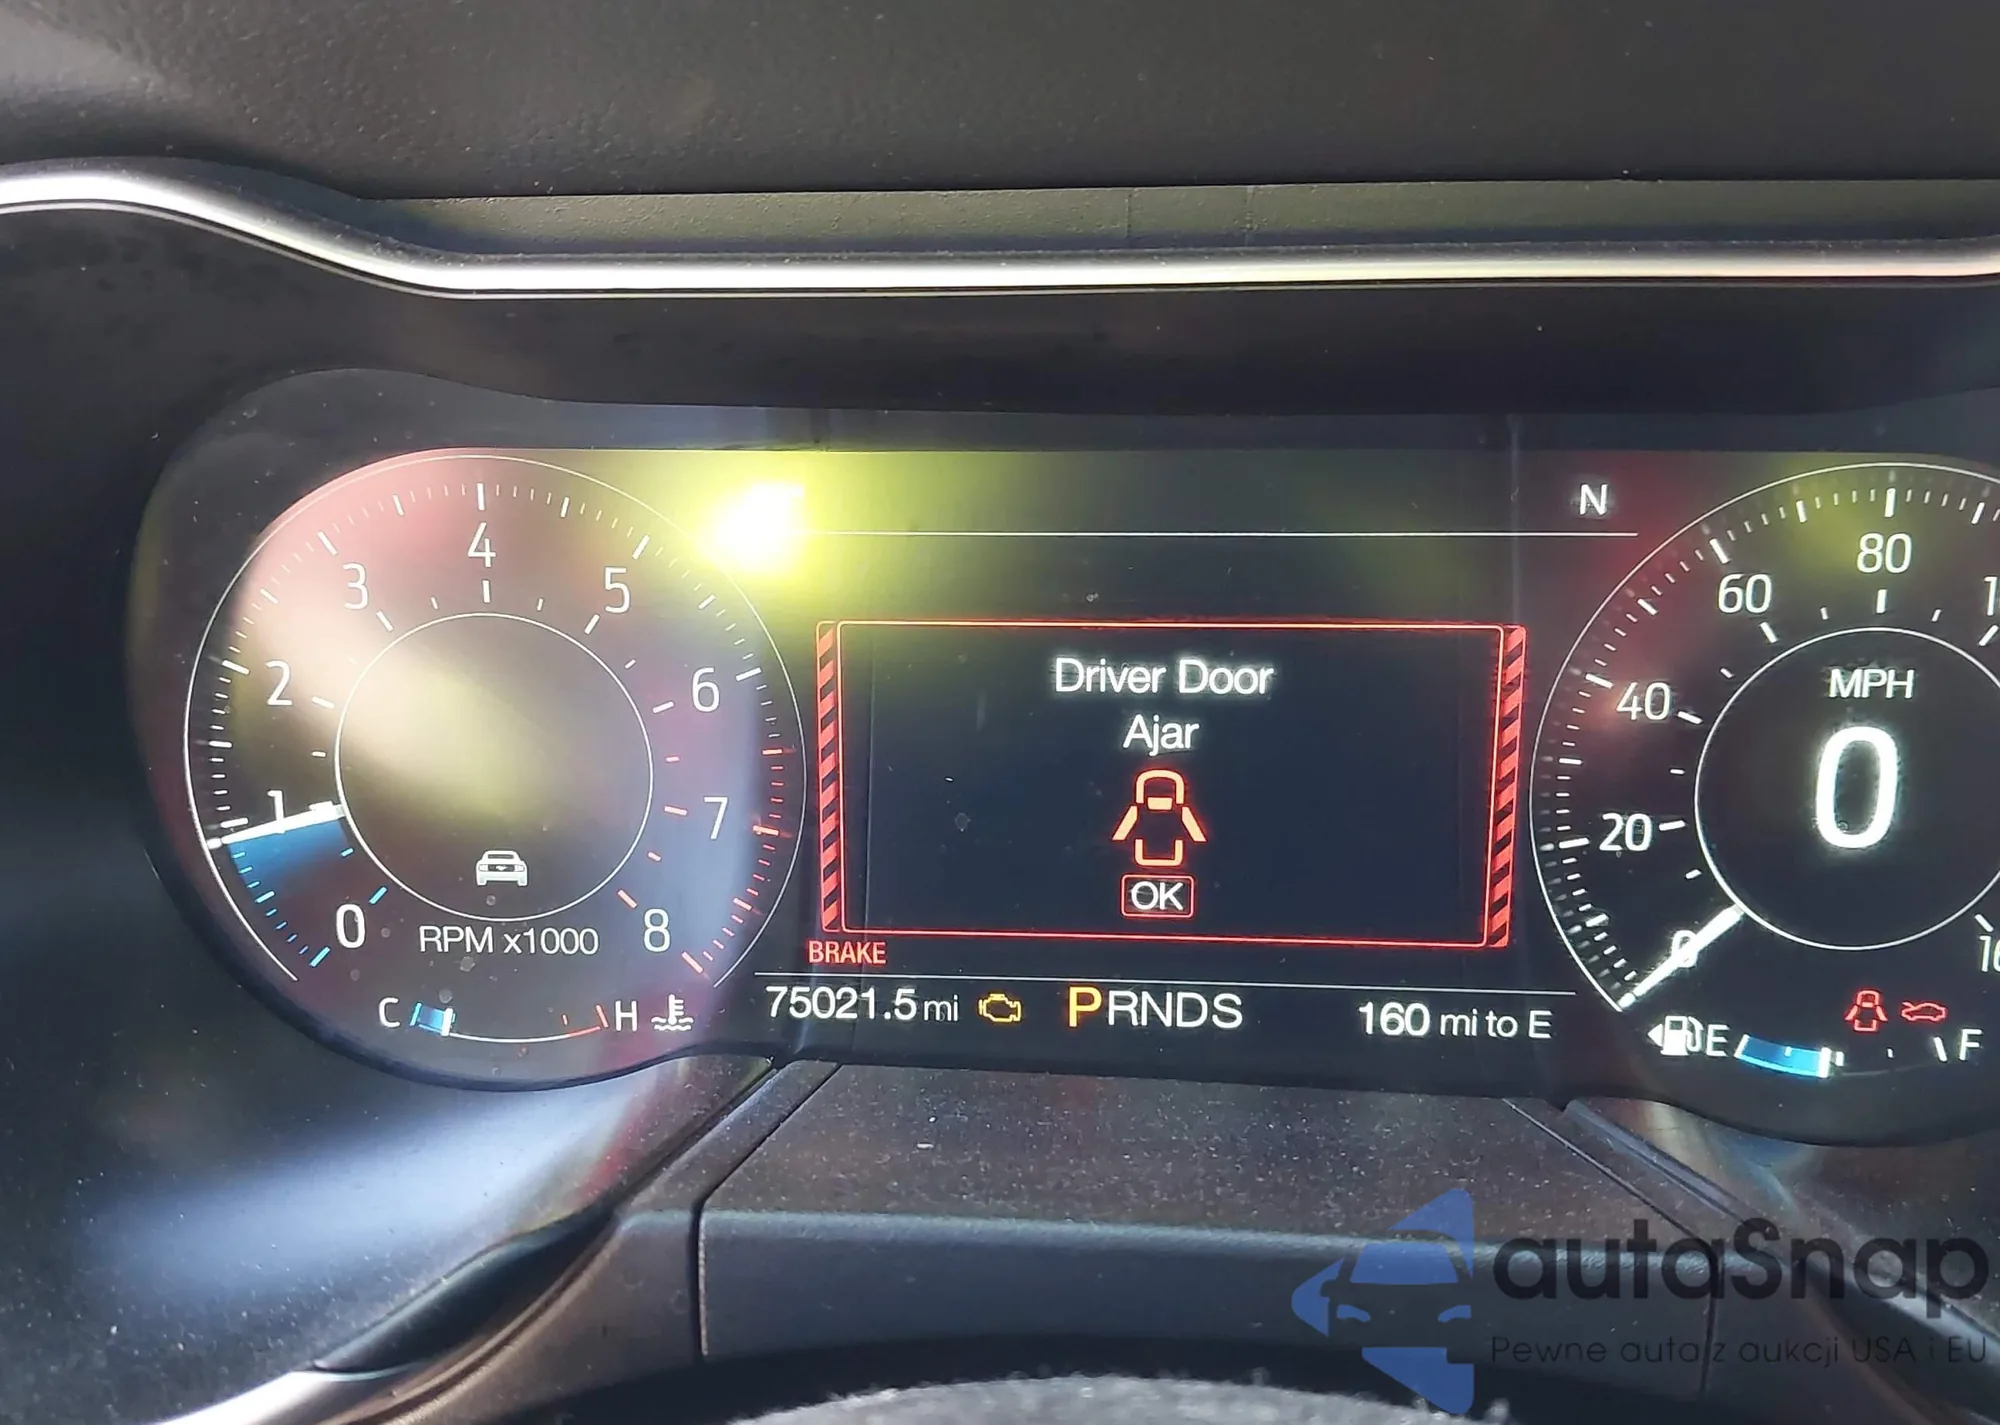 N
4
3
5
2
6
1
7
0
8
RPM x1000
C
H
Driver Door
Ajar
OK
BRAKE
75021.5 mi
PRNDS
160 mi to E
80
60
40
20
0
MPH
0
E
F
autaSnap
Pewne auta z aukcji USA i EU